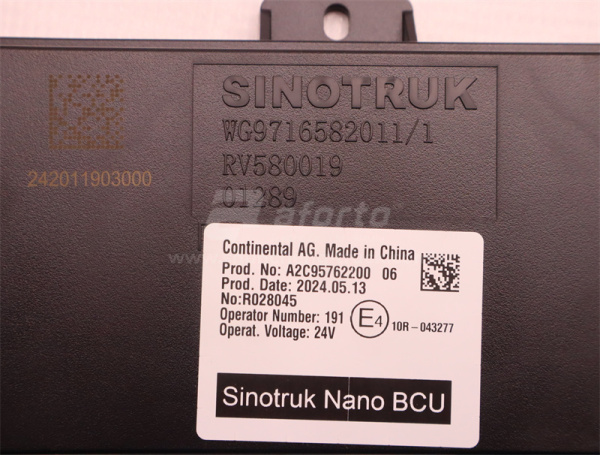 SINOTRUK
WG9716582011/1
RV580019
01289
242011903000
aforto
Continental AG. Made in China
Prod. No: A2C95762200 06
Prod. Date: 2024.05.13
No:R028045
Operator Number: 191
Operat. Voltage: 24V
E4 10R-043277
Sinotruk Nano BCU